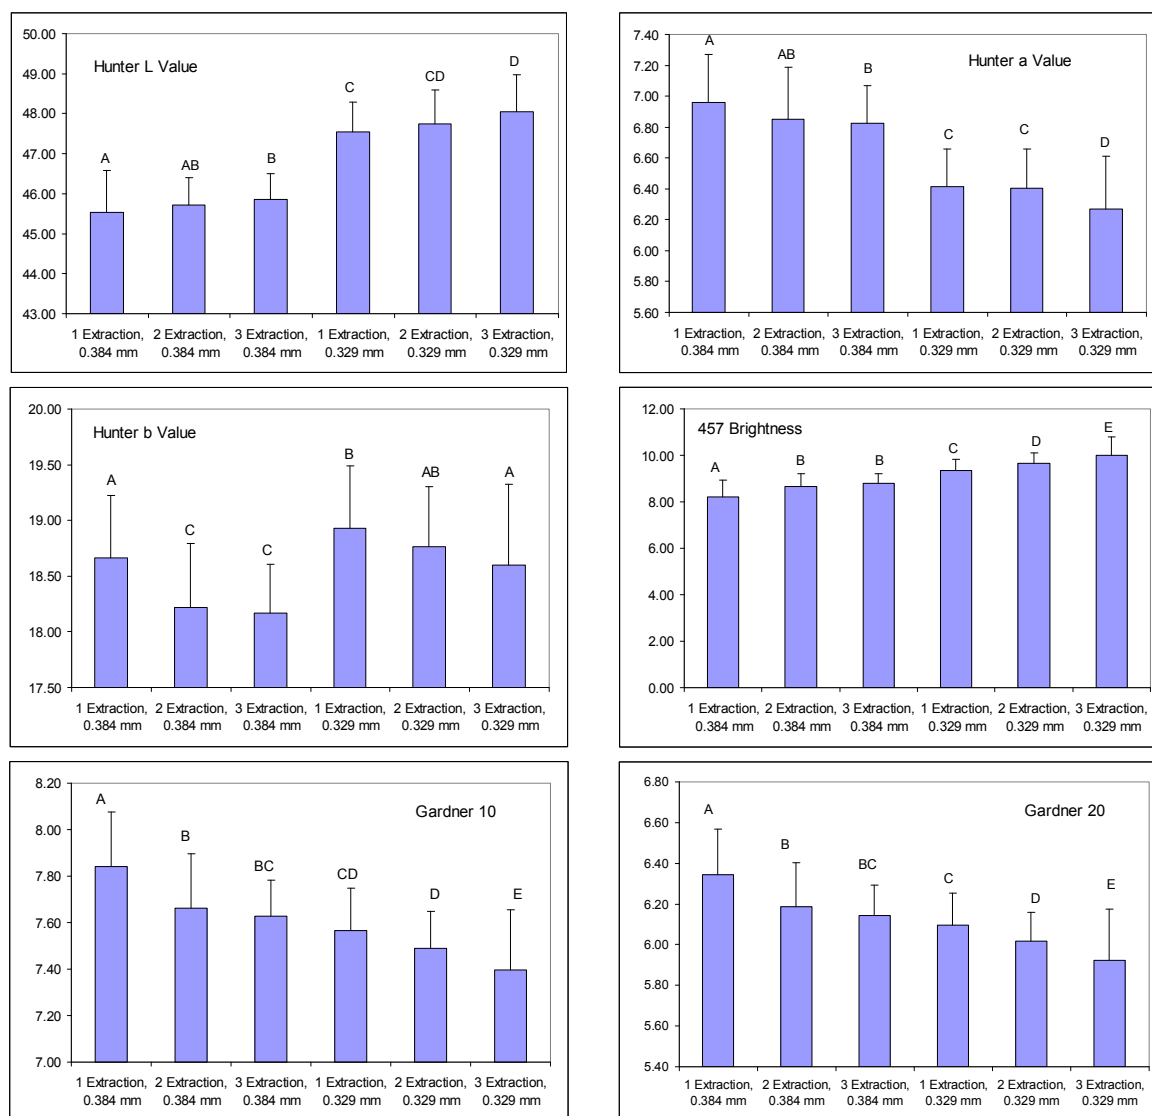 Hunter L Value
50.00
49.00
48.00
47.00
46.00
45.00
44.00
43.00
A
AB
B
C
CD
D
1 Extraction, 2 Extraction, 3 Extraction, 1 Extraction, 2 Extraction, 3 Extraction,
0.384 mm 0.384 mm 0.384 mm 0.329 mm 0.329 mm 0.329 mm
Hunter a Value
7.40
7.20
7.00
6.80
6.60
6.40
6.20
6.00
5.80
5.60
A
AB
B
C
C
D
1 Extraction, 2 Extraction, 3 Extraction, 1 Extraction, 2 Extraction, 3 Extraction,
0.384 mm 0.384 mm 0.384 mm 0.329 mm 0.329 mm 0.329 mm
Hunter b Value
20.00
19.50
19.00
18.50
18.00
17.50
A
C
C
B
AB
A
1 Extraction, 2 Extraction, 3 Extraction, 1 Extraction, 2 Extraction, 3 Extraction,
0.384 mm 0.384 mm 0.384 mm 0.329 mm 0.329 mm 0.329 mm
457 Brightness
12.00
10.00
8.00
6.00
4.00
2.00
0.00
A
B
B
C
D
E
1 Extraction, 2 Extraction, 3 Extraction, 1 Extraction, 2 Extraction, 3 Extraction,
0.384 mm 0.384 mm 0.384 mm 0.329 mm 0.329 mm 0.329 mm
Gardner 10
8.20
8.00
7.80
7.60
7.40
7.20
7.00
A
B
BC
CD
D
E
1 Extraction, 2 Extraction, 3 Extraction, 1 Extraction, 2 Extraction, 3 Extraction,
0.384 mm 0.384 mm 0.384 mm 0.329 mm 0.329 mm 0.329 mm
Gardner 20
6.80
6.60
6.40
6.20
6.00
5.80
5.60
5.40
A
B
BC
C
D
E
1 Extraction, 2 Extraction, 3 Extraction, 1 Extraction, 2 Extraction, 3 Extraction,
0.384 mm 0.384 mm 0.384 mm 0.329 mm 0.329 mm 0.329 mm